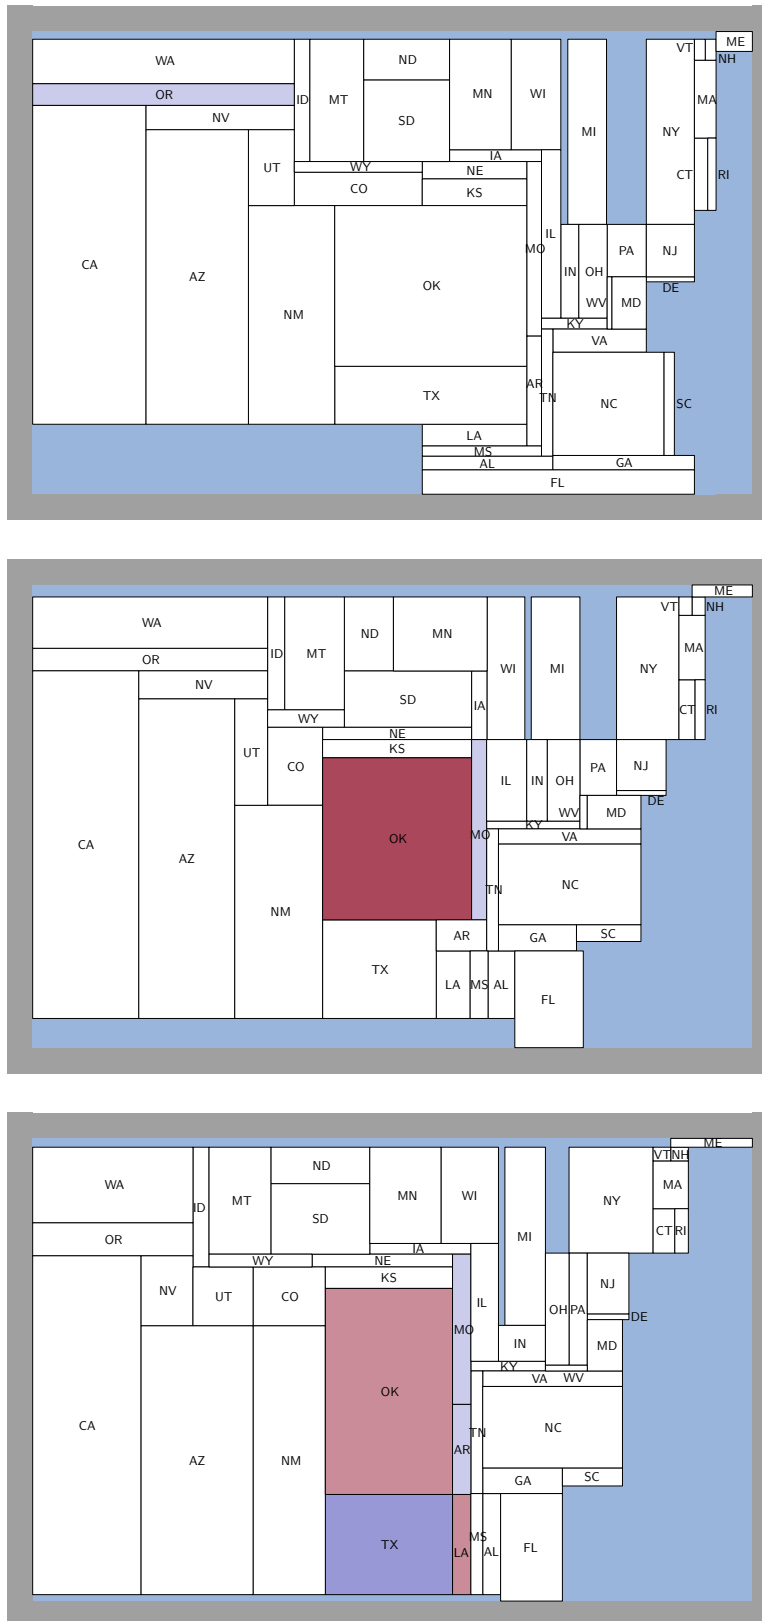 ME
VT
NH
WA
ND
MN
WI
MI
NY
OR
ID
MT
MA
NV
SD
IA
UT
WY
NE
CT
RI
CO
KS
IL
MO
PA
NJ
CA
AZ
IN
OH
DE
NM
OK
WV
MD
KY
VA
TX
AR
TN
NC
SC
LA
MS
AL
GA
FL
ME
VT
NH
WA
ND
MN
OR
ID
MT
WI
MI
NY
MA
NV
SD
IA
CT
RI
WY
NE
KS
UT
CO
IL
IN
OH
PA
NJ
DE
WV
MD
KY
CA
AZ
OK
MO
VA
NM
TN
NC
AR
GA
SC
TX
LA
MS
AL
FL
ME
VT
NH
WA
ND
MN
WI
NY
MA
ID
MT
SD
OR
MI
CT
RI
IA
WY
NE
KS
NV
UT
CO
IL
OH
PA
NJ
DE
MO
IN
MD
KY
VA
WV
OK
CA
AZ
NM
AR
TN
NC
GA
SC
TX
LA
MS
AL
FL